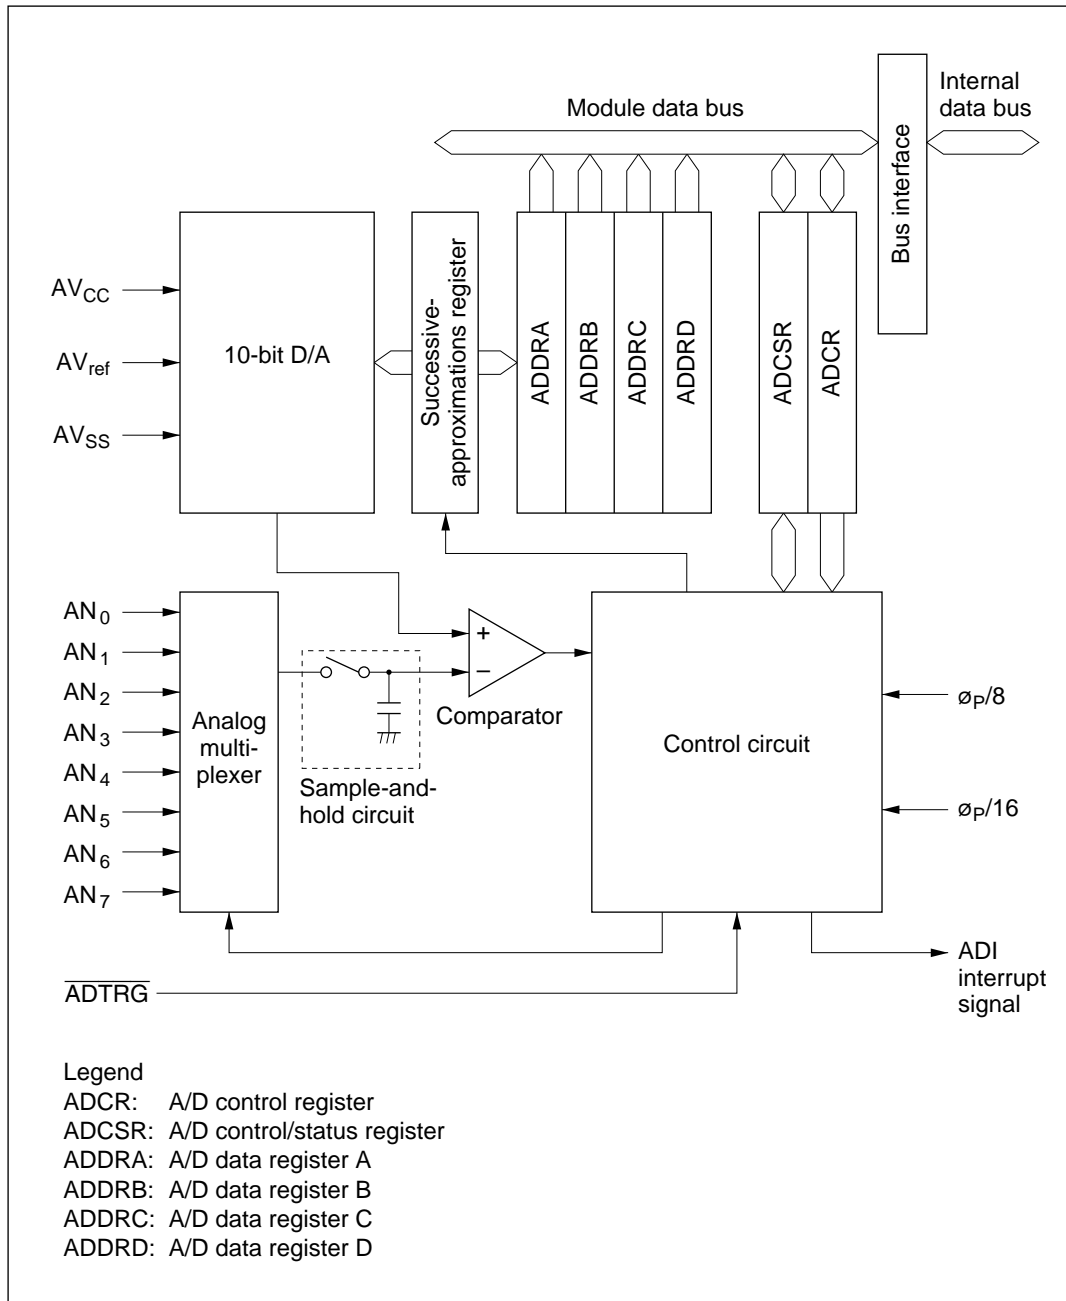 Internal
data bus
Module data bus
Bus interface
AVCC
AVref
AVSS
10-bit D/A
Successive-
approximations register
ADDRA
ADDRB
ADDRC
ADDRD
ADCSR
ADCR
AN0
AN1
AN2
AN3
AN4
AN5
AN6
AN7
Analog
multi-
plexer
+
−
Comparator
Sample-and-
hold circuit
Control circuit
øP/8
øP/16
ADTRG
ADI
interrupt
signal
Legend
ADCR: A/D control register
ADCSR: A/D control/status register
ADDRA: A/D data register A
ADDRB: A/D data register B
ADDRC: A/D data register C
ADDRD: A/D data register D